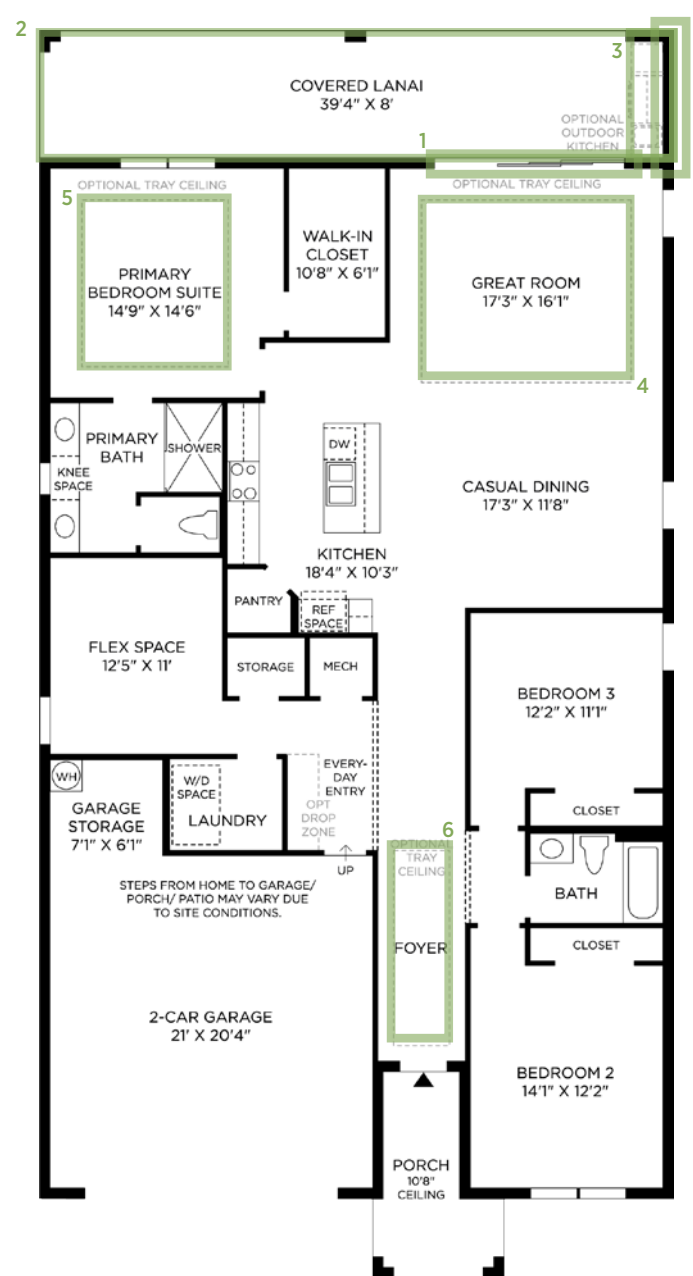 2
3
COVERED LANAI
39'4" X 8'
OPTIONAL
OUTDOOR
KITCHEN
1
OPTIONAL TRAY CEILING
OPTIONAL TRAY CEILING
5
WALK-IN
CLOSET
10'8" X 6'1"
PRIMARY
BEDROOM SUITE
14'9" X 14'6"
GREAT ROOM
17'3" X 16'1"
4
PRIMARY
BATH
SHOWER
DW
KNEE
SPACE
CASUAL DINING
17'3" X 11'8"
KITCHEN
18'4" X 10'3"
PANTRY
REF
SPACE
FLEX SPACE
12'5" X 11'
STORAGE
MECH
BEDROOM 3
12'2" X 11'1"
WH
W/D
SPACE
EVERY-
DAY
ENTRY
GARAGE
STORAGE
7'1" X 6'1"
LAUNDRY
OPT
DROP
ZONE
CLOSET
6
OPTIONAL
TRAY
CEILING
UP
STEPS FROM HOME TO GARAGE/
PORCH/ PATIO MAY VARY DUE
TO SITE CONDITIONS.
BATH
FOYER
CLOSET
2-CAR GARAGE
21' X 20'4"
BEDROOM 2
14'1" X 12'2"
PORCH
10'8"
CEILING